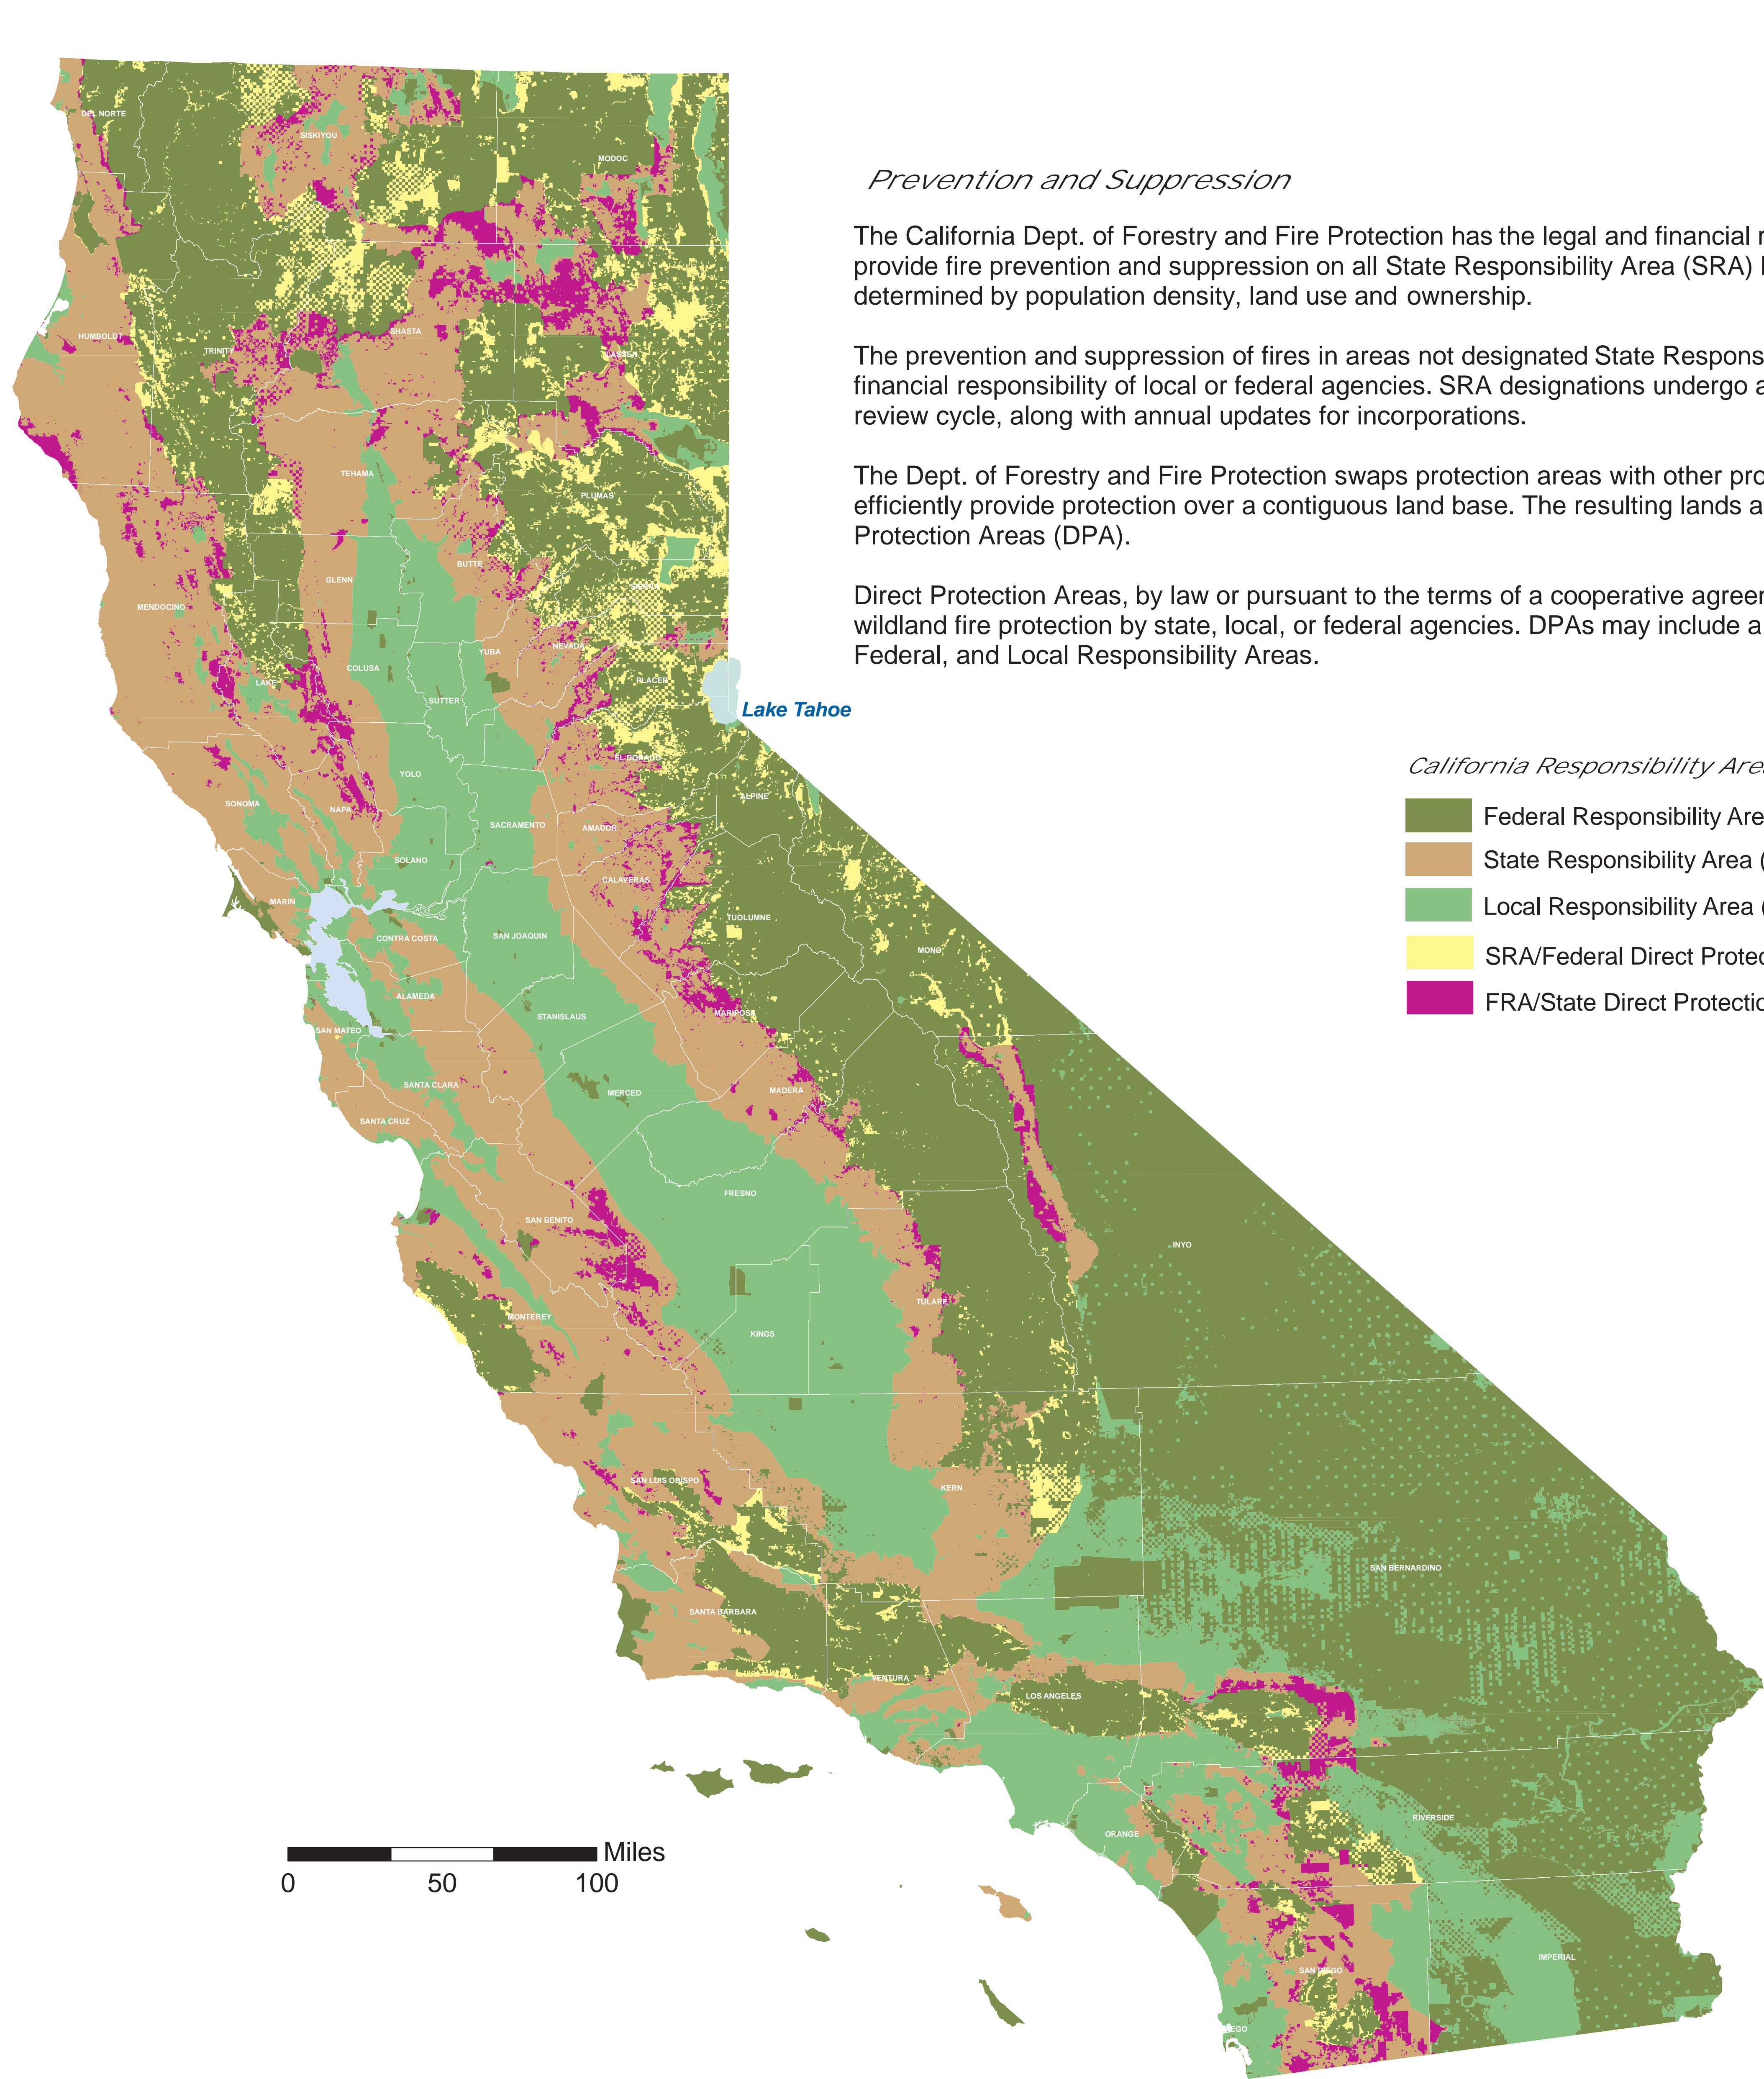 Prevention and Suppression
The California Dept. of Forestry and Fire Protection has the legal and financial
provide fire prevention and suppression on all State Responsibility Area (SRA)
determined by population density, land use and ownership.
The prevention and suppression of fires in areas not designated State Respons
financial responsibility of local or federal agencies. SRA designations undergo a
review cycle, along with annual updates for incorporations.
The Dept. of Forestry and Fire Protection swaps protection areas with other pro
efficiently provide protection over a contiguous land base. The resulting lands a
Protection Areas (DPA).
Direct Protection Areas, by law or pursuant to the terms of a cooperative agreer
wildland fire protection by state, local, or federal agencies. DPAs may include a
Federal, and Local Responsibility Areas.
California Responsibility Area
Federal Responsibility Are
State Responsibility Area (
Local Responsibility Area (
SRA/Federal Direct Protec
FRA/State Direct Protectio
DEL NORTE
SISKIYOU
MODOC
HUMBOLDT
TRINITY
SHASTA
LASSEN
TEHAMA
PLUMAS
BUTTE
GLENN
SIERRA
MENDOCINO
YUBA
NEVADA
COLUSA
LAKE
PLACER
SUTTER
Lake Tahoe
EL DORADO
YOLO
ALPINE
SONOMA
NAPA
SACRAMENTO
AMADOR
SOLANO
CALAVERAS
MARIN
TUOLUMNE
CONTRA COSTA
SAN JOAQUIN
MONO
ALAMEDA
STANISLAUS
MARIPOSA
SAN MATEO
SANTA CLARA
MERCED
MADERA
SANTA CRUZ
FRESNO
SAN BENITO
INYO
TULARE
MONTEREY
KINGS
SAN LUIS OBISPO
KERN
SAN BERNARDINO
SANTA BARBARA
VENTURA
LOS ANGELES
RIVERSIDE
ORANGE
IMPERIAL
SAN DIEGO
EGO
Miles
0 50 100